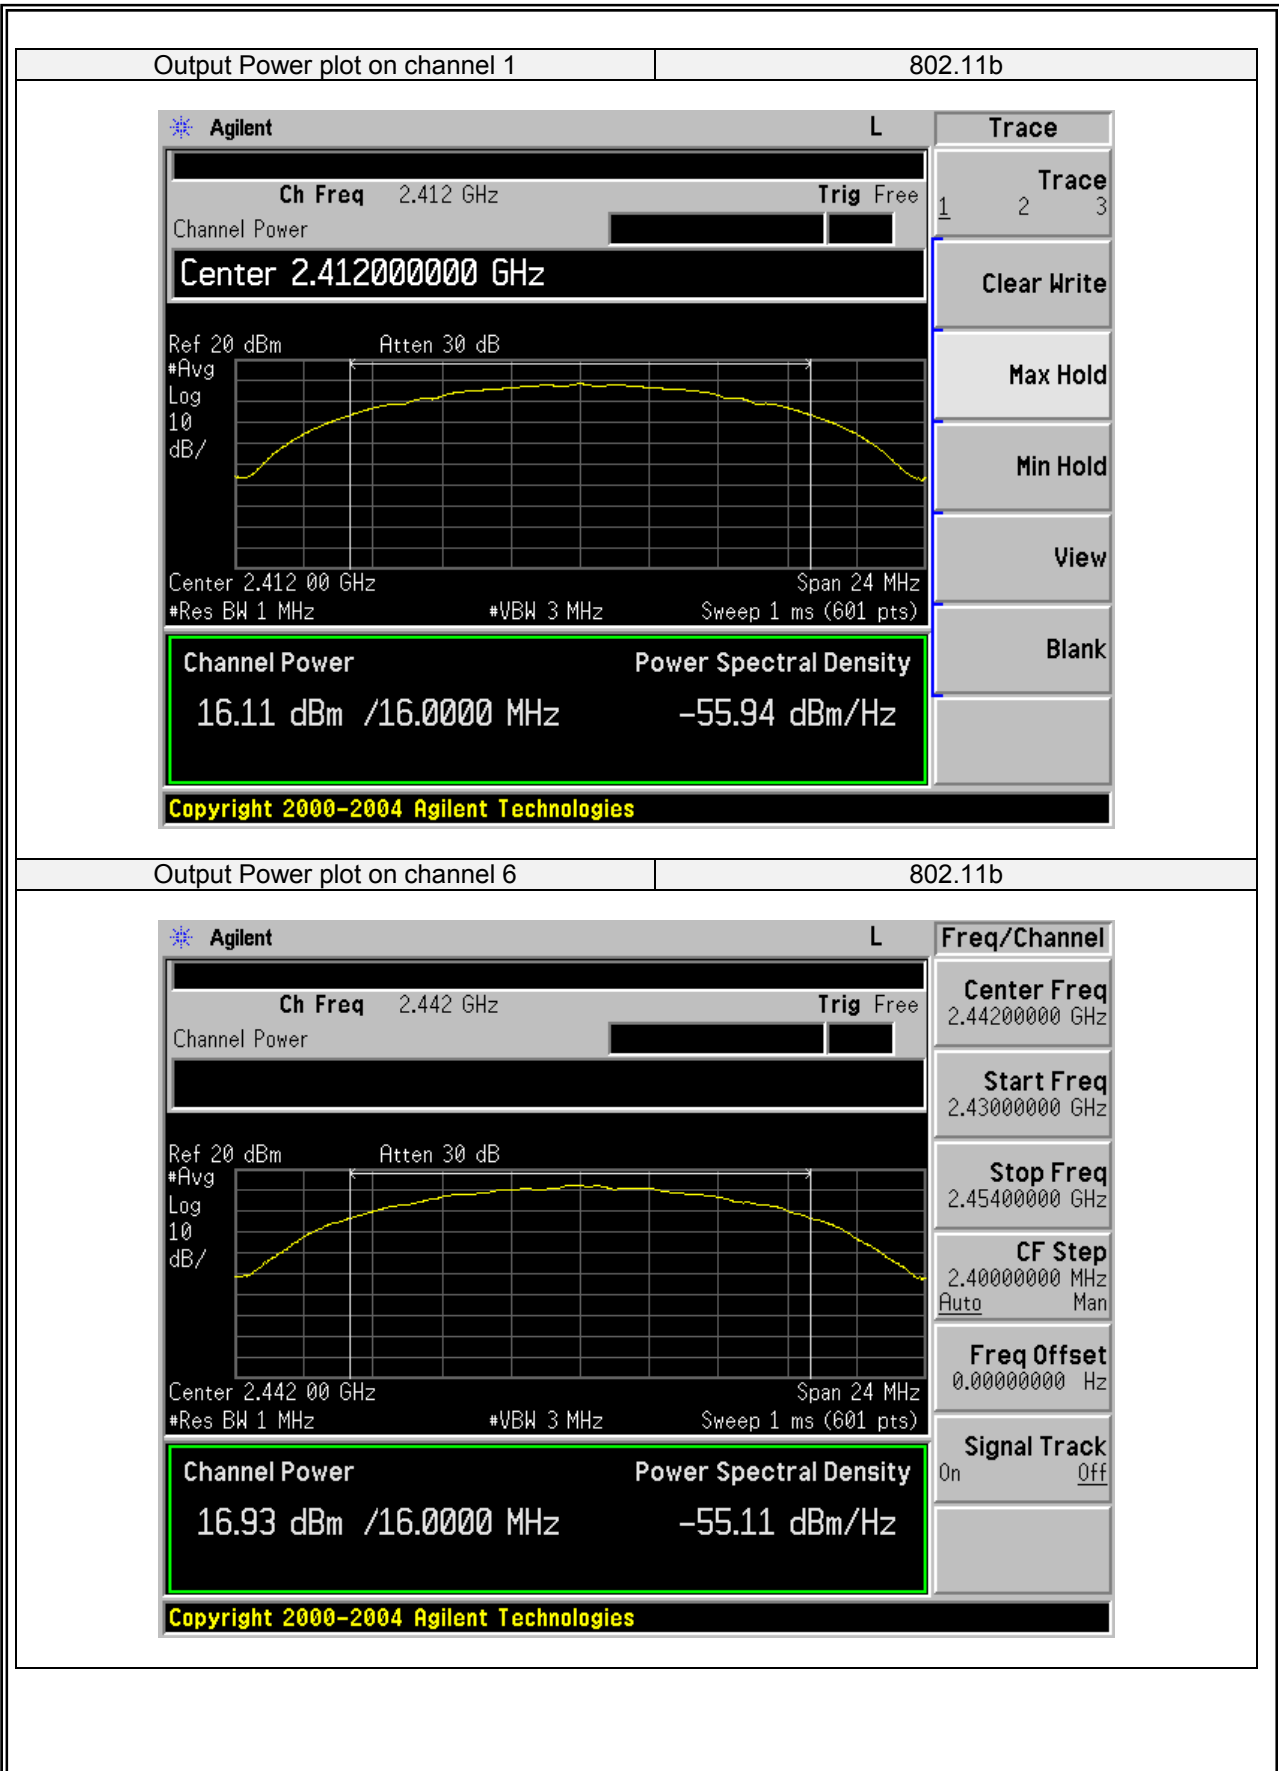 Output Power plot on channel 1 802.11b
Agilent L Trace
Ch Freq 2.412 GHz Trig Free
Channel Power
Center 2.412000000 GHz
Ref 20 dBm Atten 30 dB
#Avg
Log
10
dB/
Center 2.412 00 GHz Span 24 MHz
#Res BW 1 MHz #VBW 3 MHz Sweep 1 ms (601 pts)
Channel Power Power Spectral Density
16.11 dBm /16.0000 MHz -55.94 dBm/Hz
Copyright 2000-2004 Agilent Technologies
Trace
1 2 3
Clear Write
Max Hold
Min Hold
View
Blank
Output Power plot on channel 6 802.11b
Agilent L Freq/Channel
Ch Freq 2.442 GHz Trig Free
Channel Power
Ref 20 dBm Atten 30 dB
#Avg
Log
10
dB/
Center 2.442 00 GHz Span 24 MHz
#Res BW 1 MHz #VBW 3 MHz Sweep 1 ms (601 pts)
Channel Power Power Spectral Density
16.93 dBm /16.0000 MHz -55.11 dBm/Hz
Copyright 2000-2004 Agilent Technologies
Center Freq
2.44200000 GHz
Start Freq
2.43000000 GHz
Stop Freq
2.45400000 GHz
CF Step
2.40000000 MHz
Auto Man
Freq Offset
0.00000000 Hz
Signal Track
On Off